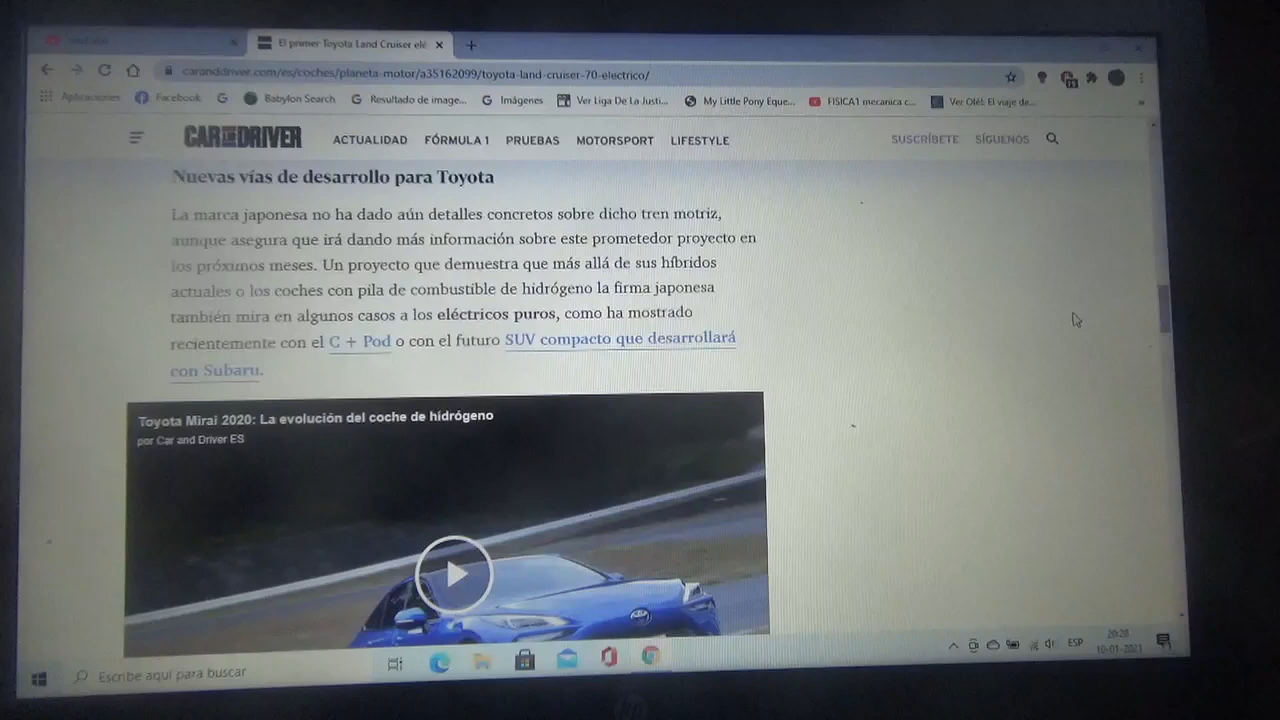 El primer Toyota Land Cruiser elé
caranddriver.com/es/coches/planeta-motor/a35162099/toyota-land-cruiser-70-electrico/
Aplicaciones Facebook Babylon Search Resultado de image... Imágenes Ver Liga De La Justi... My Little Pony Eque... FISICA1 mecanica c... Ver Olé!: El viaje de...
CAR AND DRIVER ACTUALIDAD FÓRMULA 1 PRUEBAS MOTORSPORT LIFESTYLE SUSCRÍBETE SÍGUENOS
Nuevas vías de desarrollo para Toyota
La marca japonesa no ha dado aún detalles concretos sobre dicho tren motriz,
aunque asegura que irá dando más información sobre este prometedor proyecto en
los próximos meses. Un proyecto que demuestra que más allá de sus híbridos
actuales o los coches con pila de combustible de hidrógeno la firma japonesa
también mira en algunos casos a los eléctricos puros, como ha mostrado
recientemente con el C + Pod o con el futuro SUV compacto que desarrollará
con Subaru.
Toyota Mirai 2020: La evolución del coche de hidrógeno
por Car and Driver ES
Escribe aquí para buscar
ESP
20:28
10-01-2021
hp